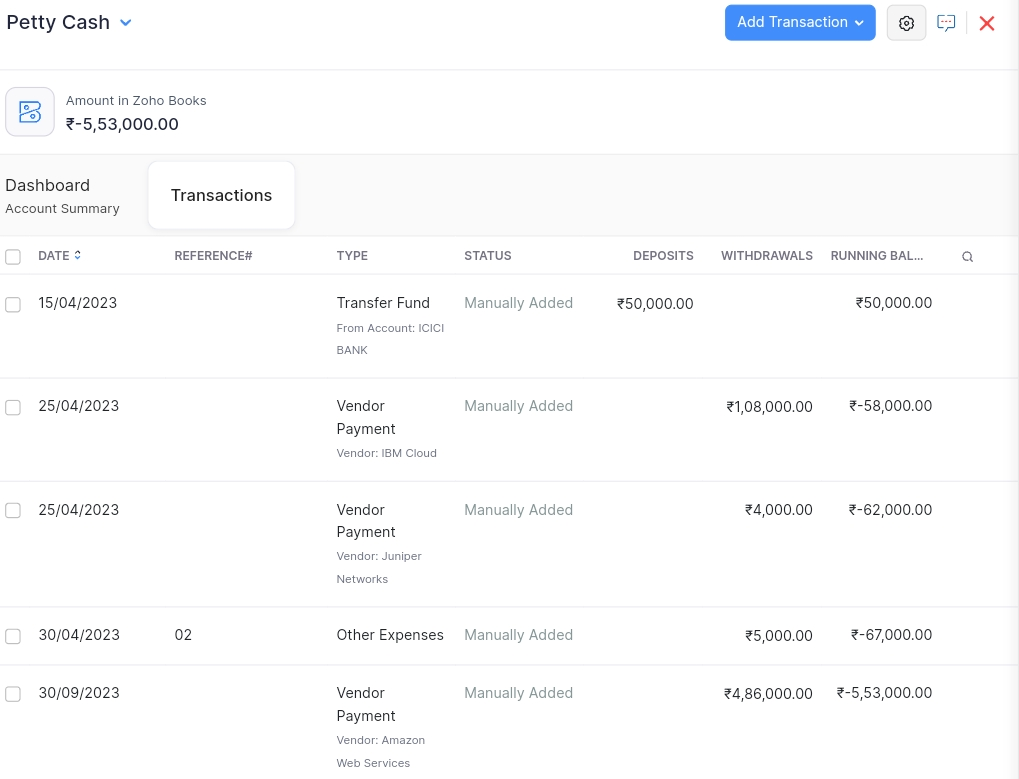 Petty Cash
Add Transaction
Amount in Zoho Books
₹-5,53,000.00
Dashboard
Account Summary
Transactions
DATE REFERENCE# TYPE STATUS DEPOSITS WITHDRAWALS RUNNING BAL...
15/04/2023 Transfer Fund Manually Added ₹50,000.00 ₹50,000.00
From Account: ICICI
BANK
25/04/2023 Vendor Manually Added ₹1,08,000.00 ₹-58,000.00
Payment
Vendor: IBM Cloud
25/04/2023 Vendor Manually Added ₹4,000.00 ₹-62,000.00
Payment
Vendor: Juniper
Networks
30/04/2023 02 Other Expenses Manually Added ₹5,000.00 ₹-67,000.00
30/09/2023 Vendor Manually Added ₹4,86,000.00 ₹-5,53,000.00
Payment
Vendor: Amazon
Web Services